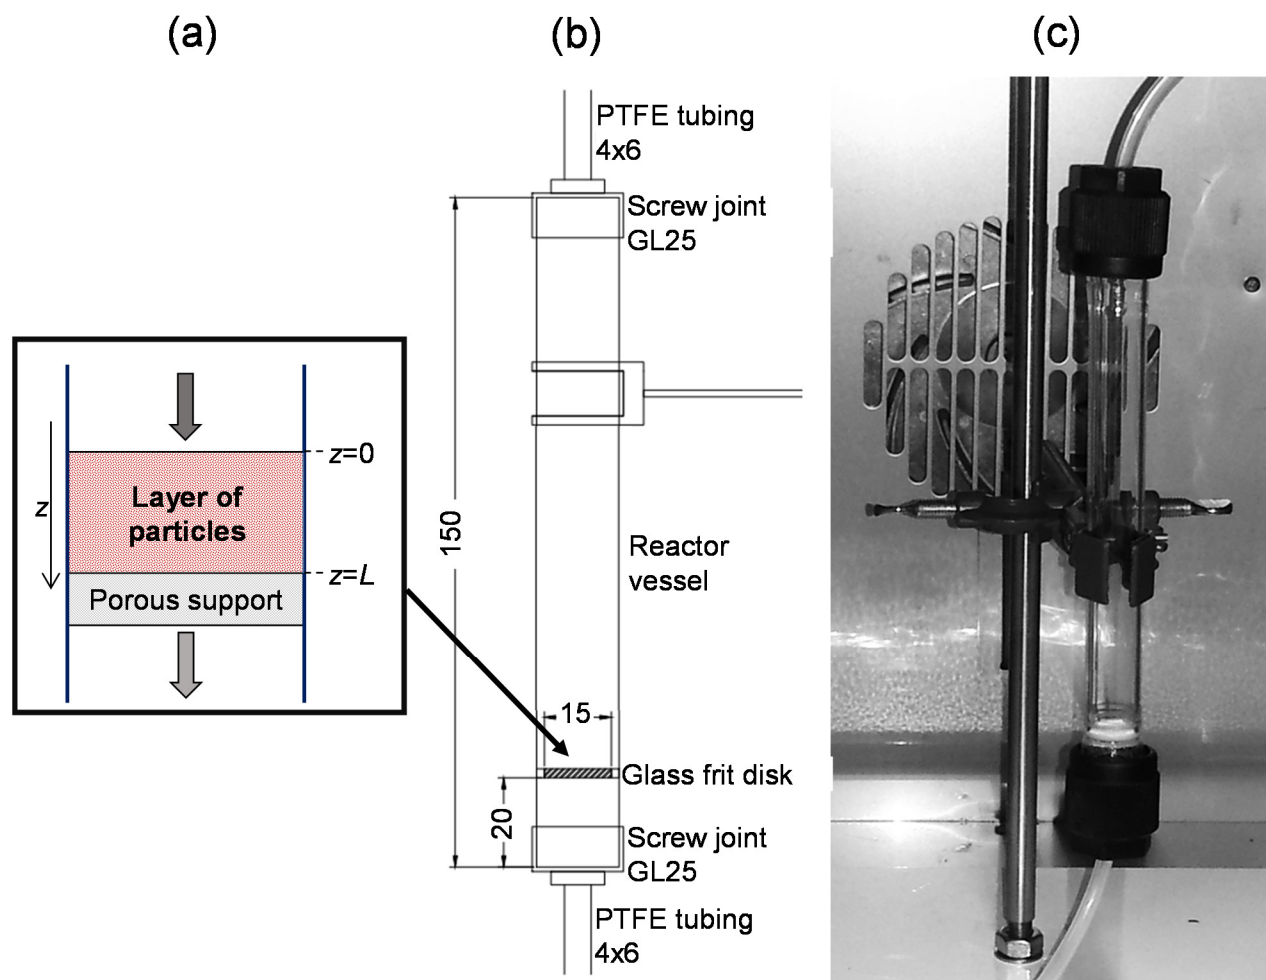 (a)
(b)
(c)
PTFE tubing
4x6
Screw joint
GL25
150
z=0
Layer of
particles
z
z=L
Porous support
Reactor
vessel
15
Glass frit disk
20
Screw joint
GL25
PTFE tubing
4x6